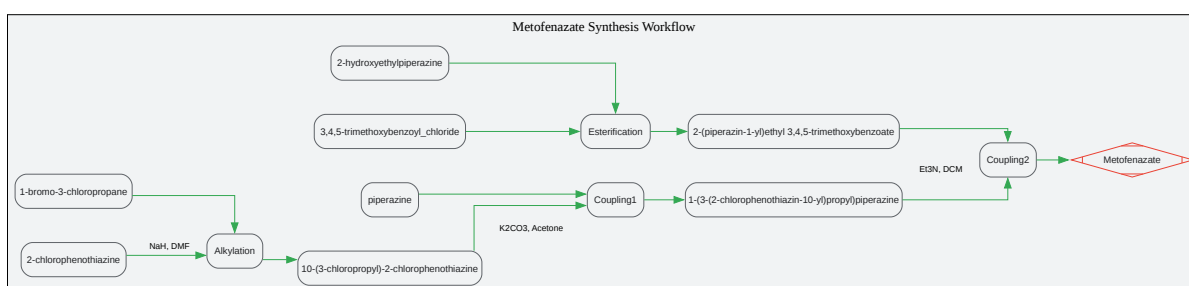 Metofenazate Synthesis Workflow
2-hydroxyethylpiperazine
3,4,5-trimethoxybenzoyl_chloride
Esterification
2-(piperazin-1-yl)ethyl 3,4,5-trimethoxybenzoate
Coupling2
Metofenazate
Et3N, DCM
1-bromo-3-chloropropane
piperazine
Coupling1
1-(3-(2-chlorophenothiazin-10-yl)propyl)piperazine
K2CO3, Acetone
NaH, DMF
Alkylation
2-chlorophenothiazine
10-(3-chloropropyl)-2-chlorophenothiazine